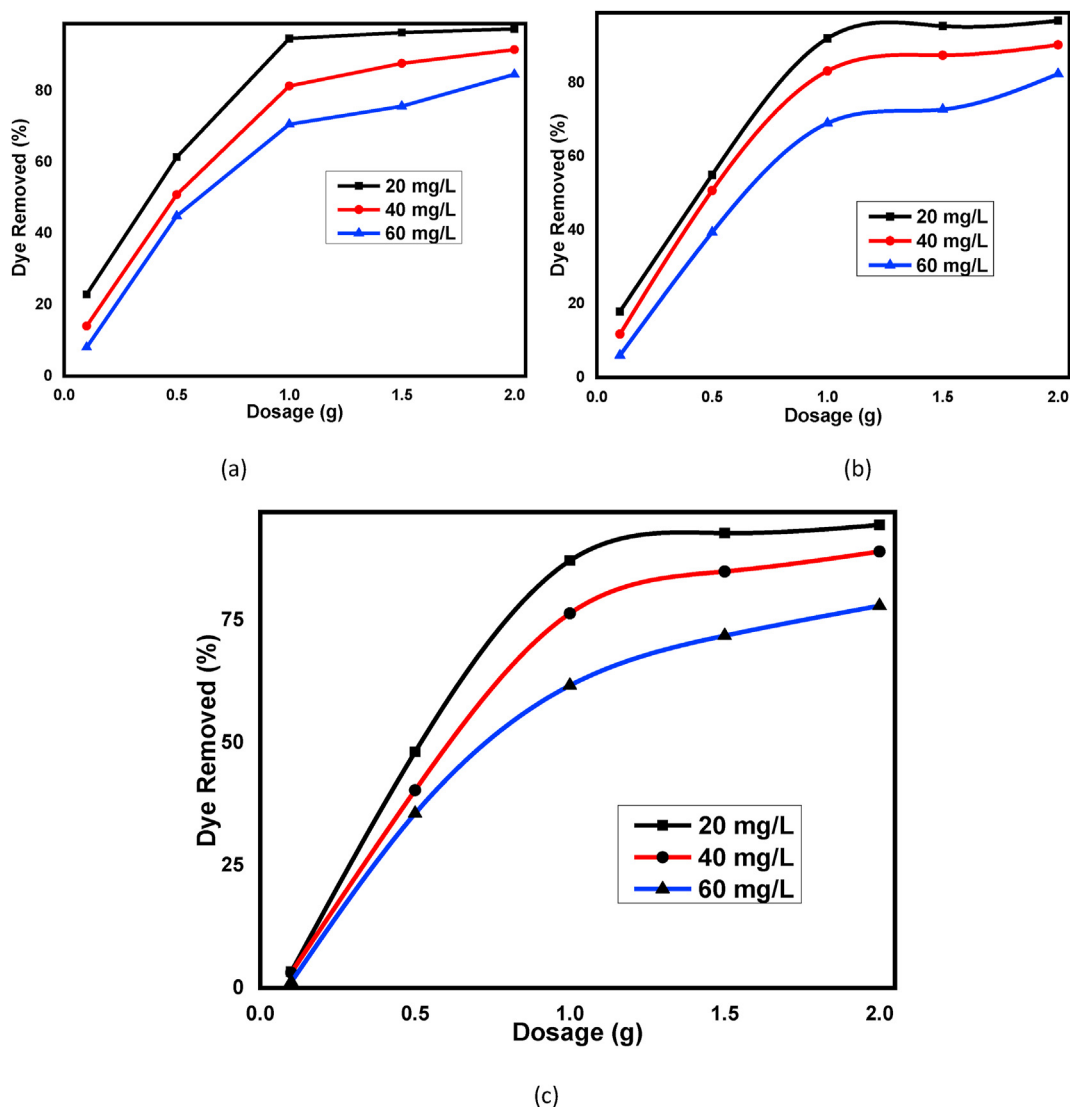 Dye Removed (%)
80
60
40
20
0
0.0 0.5 1.0 1.5 2.0
Dosage (g)
20 mg/L
40 mg/L
60 mg/L
(a)
Dye Removed (%)
80
60
40
20
0
0.0 0.5 1.0 1.6 2.0
Dosage (g)
20 mg/L
40 mg/L
60 mg/L
(b)
Dye Removed (%)
75
50
25
0
0.0 0.5 1.0 1.5 2.0
Dosage (g)
20 mg/L
40 mg/L
60 mg/L
(c)